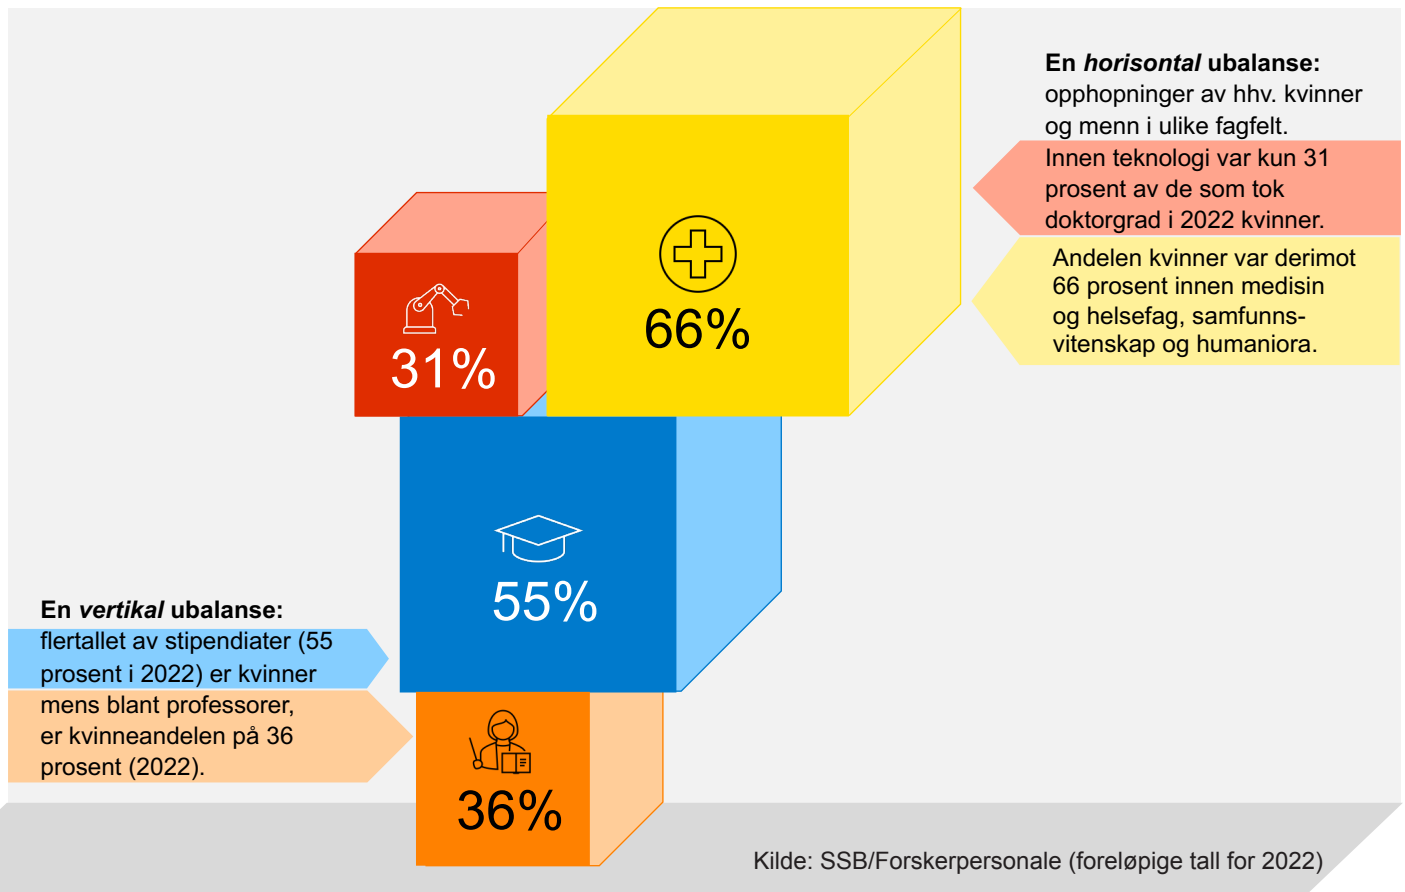 En horisontal ubalanse:
opphopninger av hhv. kvinner
og menn i ulike fagfelt.
Innen teknologi var kun 31
prosent av de som tok
doktorgrad i 2022 kvinner.
Andelen kvinner var derimot
66 prosent innen medisin
og helsefag, samfunns-
vitenskap og humaniora.
66%
31%
55%
En vertikal ubalanse:
flertallet av stipendiater (55
prosent i 2022) er kvinner
mens blant professorer,
er kvinneandelen på 36
prosent (2022).
36%
Kilde: SSB/Forskerpersonale (foreløpige tall for 2022)